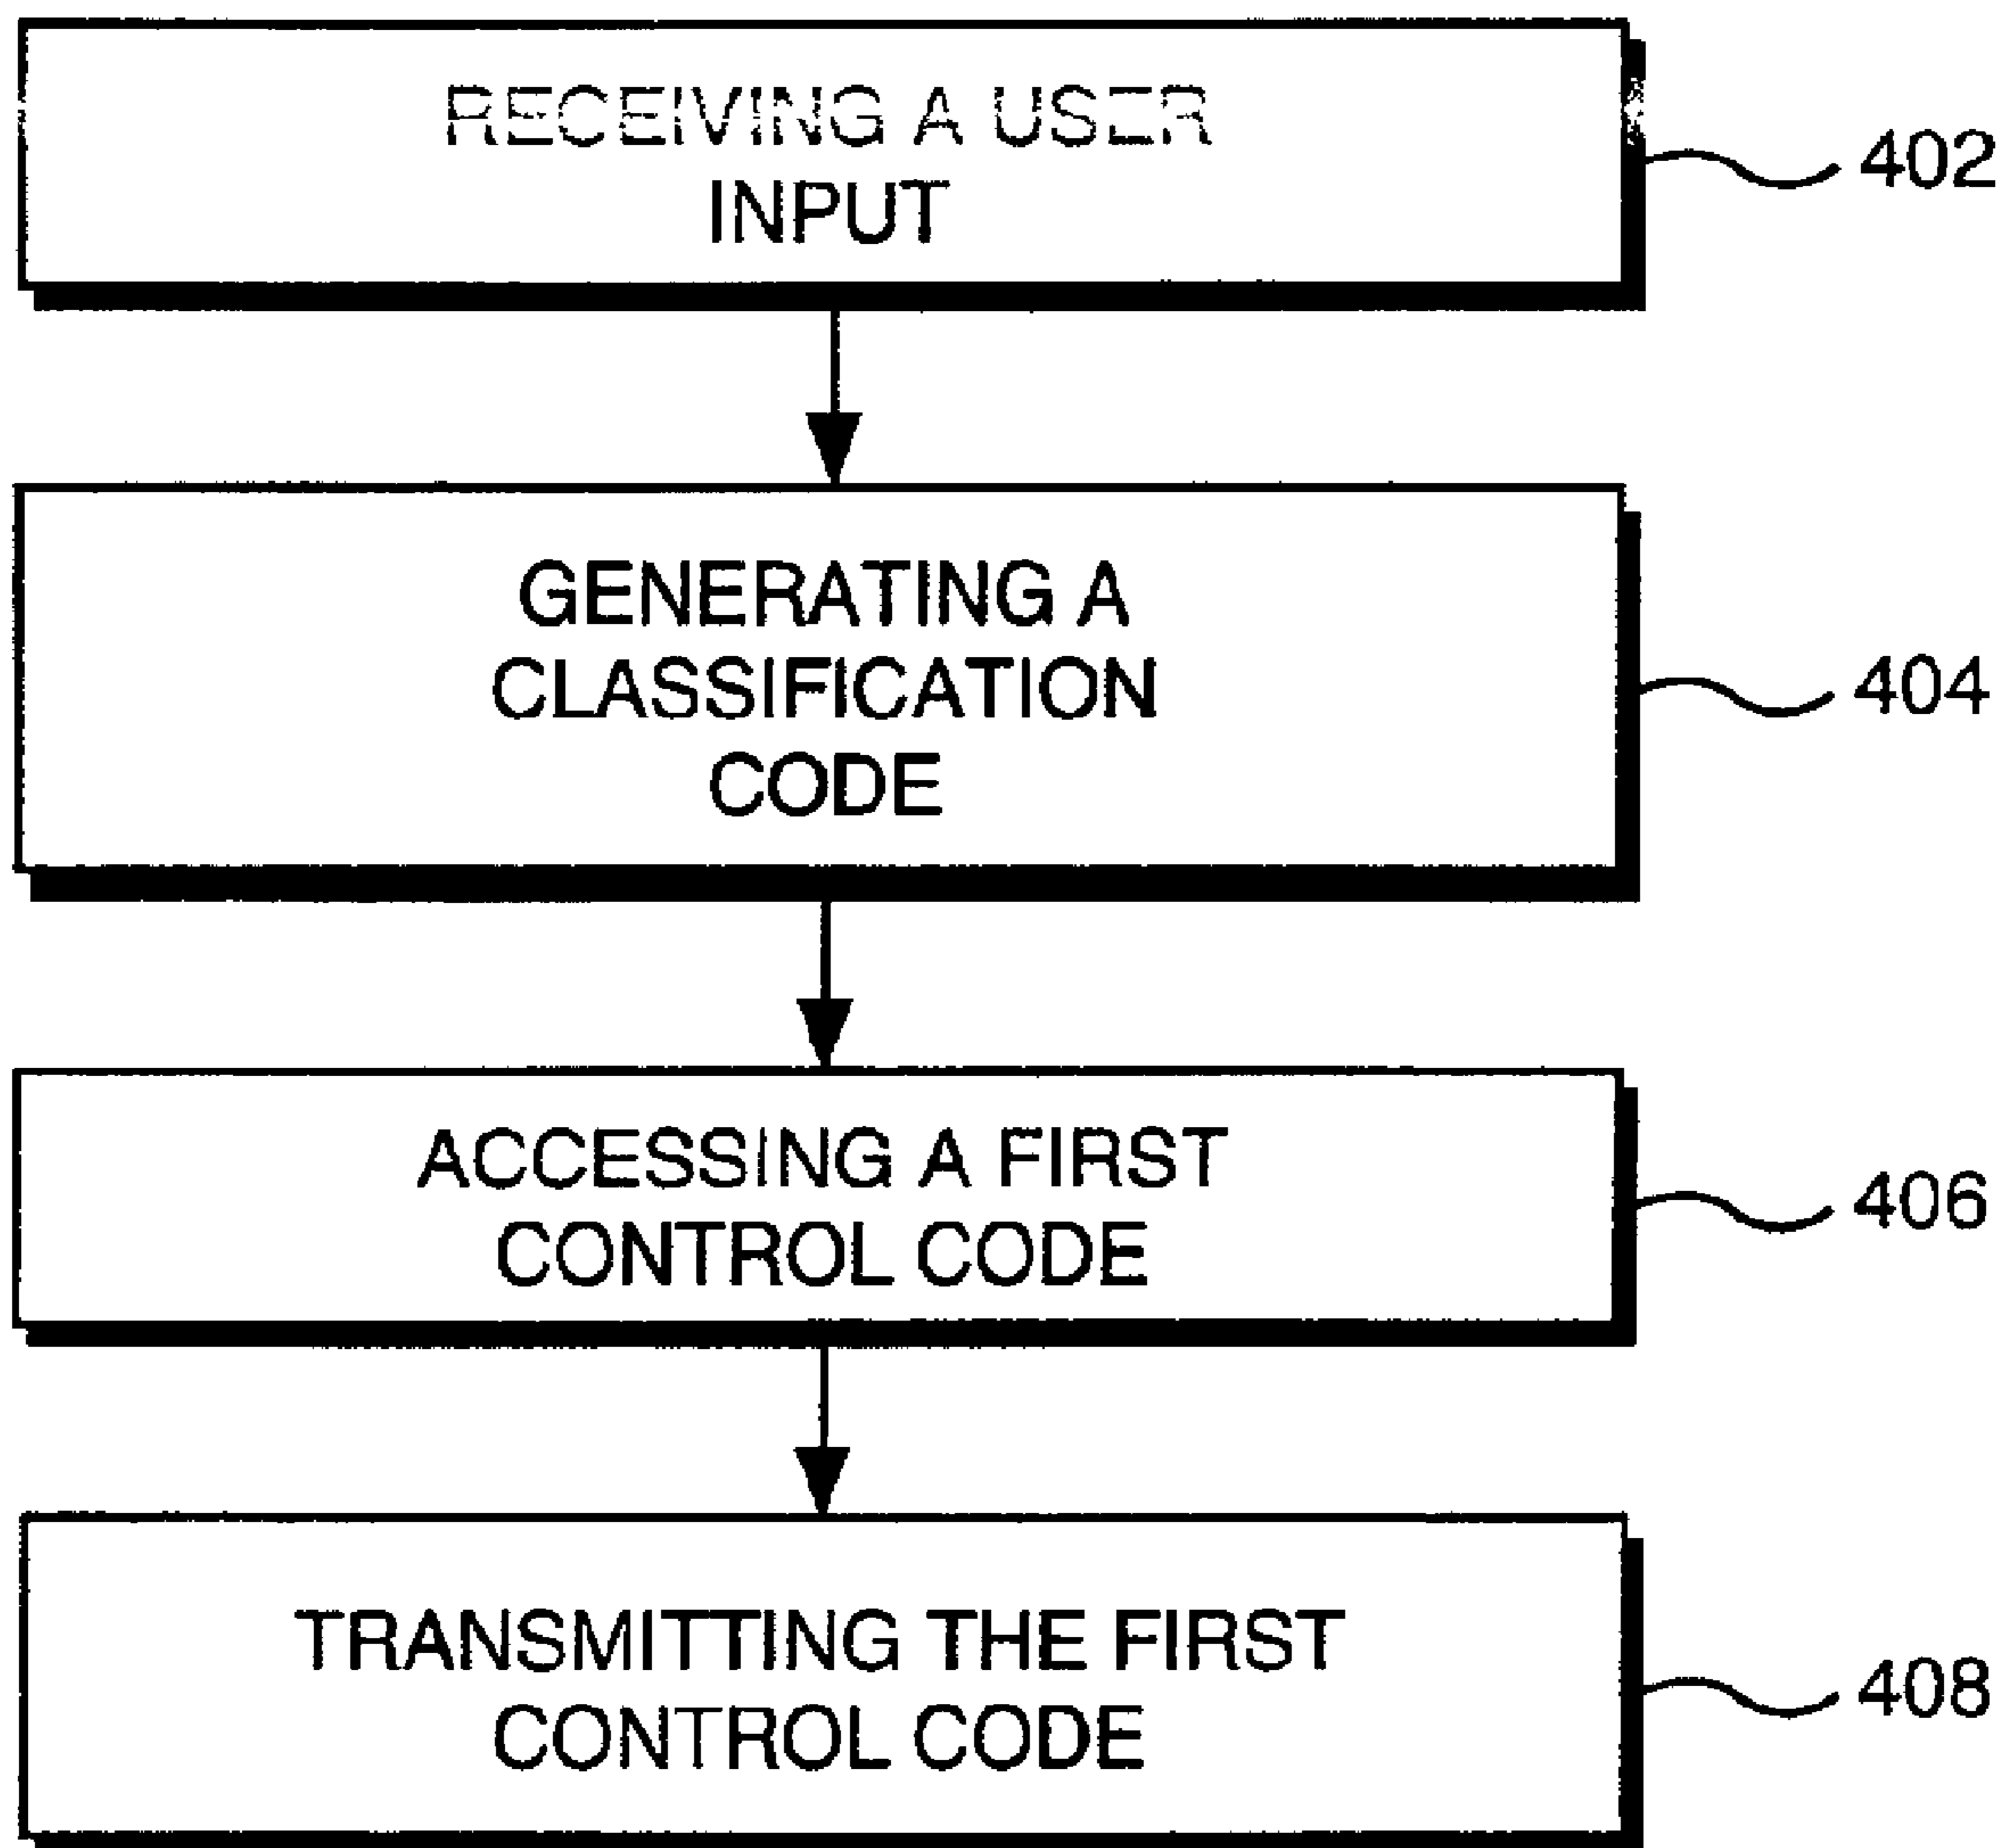 RECEIVING A USER
INPUT
402
GENERATING A
CLASSIFICATION
CODE
404
ACCESSING A FIRST
CONTROL CODE
406
TRANSMITTING THE FIRST
CONTROL CODE
408